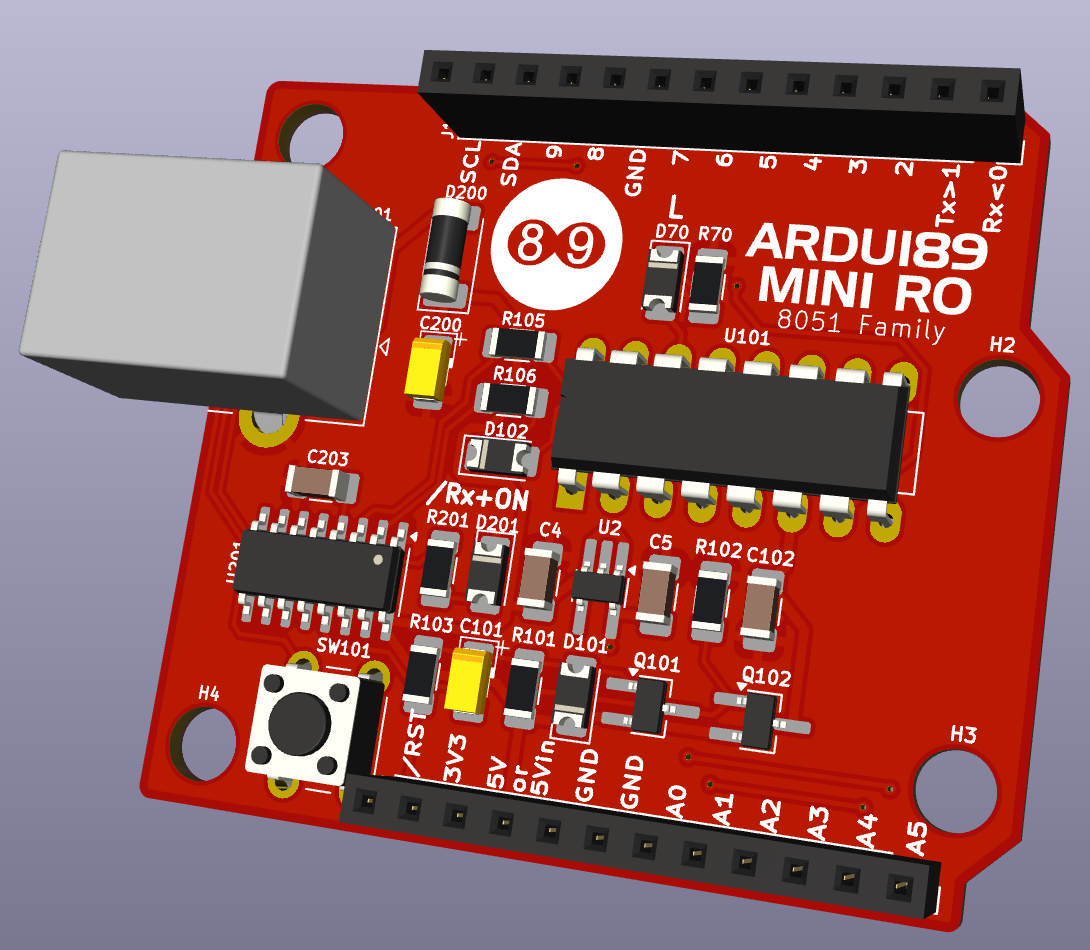 SCL
SDA
9
8
GND
7
6
5
4
3
2
Tx>1
Rx<0
D200
89
L
D70
R70
ARDUI89
MINI RO
8051 Family
C200
R105
U101
H2
R106
D102
C203
/Rx+ON
R201
D201
C4
U2
C5
R102
C102
R103
C101
R101
D101
Q101
Q102
SW101
H4
H3
/RST
3V3
5V
or
5Vin
GND
GND
A0
A1
A2
A3
A4
A5